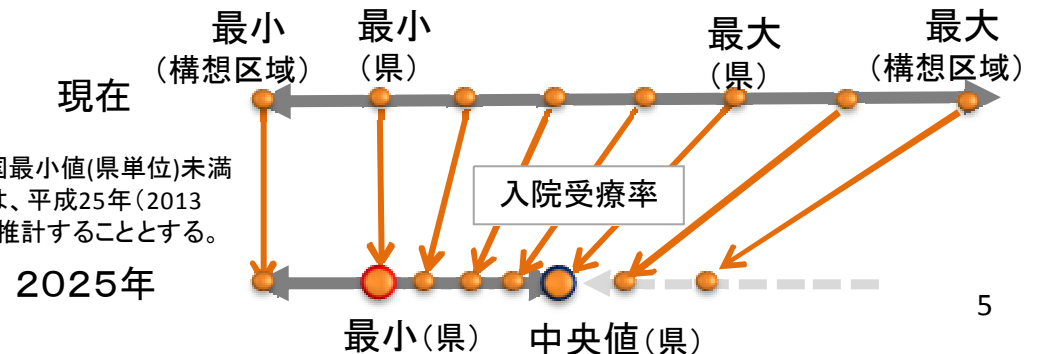 最小
(構想区域)
最小
(県)
最大
(県)
最大
(構想区域)
現在
国最小値(県単位)未満
は、平成25年(2013
推計することとする。
入院受療率
2025年
最小(県)
中央値(県)
5